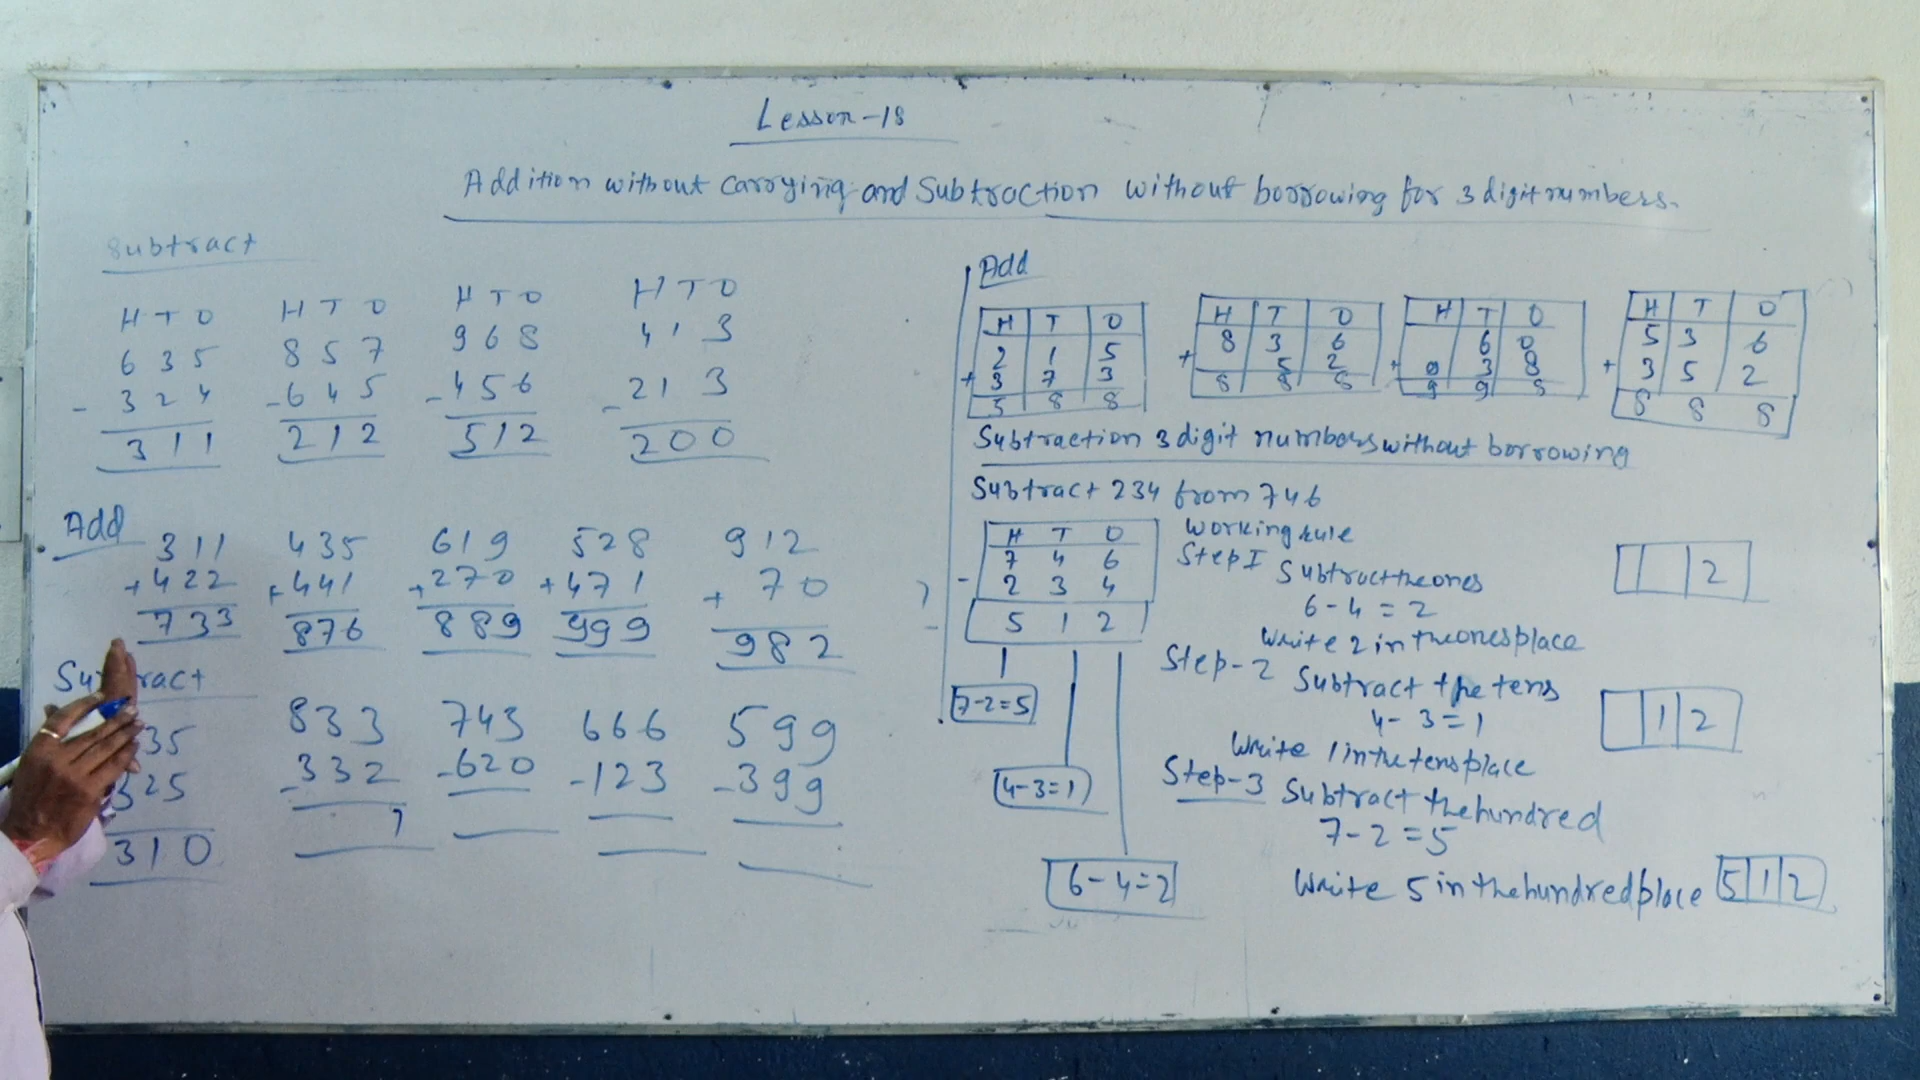 Lesson-18
Addition without carrying and Subtraction without borrowing for 3 digit numbers.
Subtract
H T O   H T O   H T O   H T O
6 3 5   8 5 7   9 6 8   4 1 3
- 3 2 4   - 6 4 5   - 4 5 6   - 2 1 3
3 1 1   2 1 2   5 1 2   2 0 0
Add
311   435   619   528   912
+422   +441   +270   +471   + 70
733   876   889   999   982
Subtract
35   833   743   666   599
325   -332   -620   -123   -399
310
Add
H T O   H T O   H T O   H T O
2 1 5   8 3 6   6 0   5 3 6
+ 3 7 3   + 5 2   + 9 3 8   + 3 5 2
5 8 8   8 8 8   9 9 8   8 8 8
Subtraction 3 digit numbers without borrowing
Subtract 234 from 746
H T O
7 4 6
- 2 3 4
5 1 2
7-2=5
4-3=1
6-4=2
Working rule
Step I Subtract the ones
6-4=2
2
Write 2 in the ones place
Step-2 Subtract the tens
4-3=1
1 2
Write 1 in the tens place
Step-3 Subtract the hundred
7-2=5
Write 5 in the hundred place 5 1 2